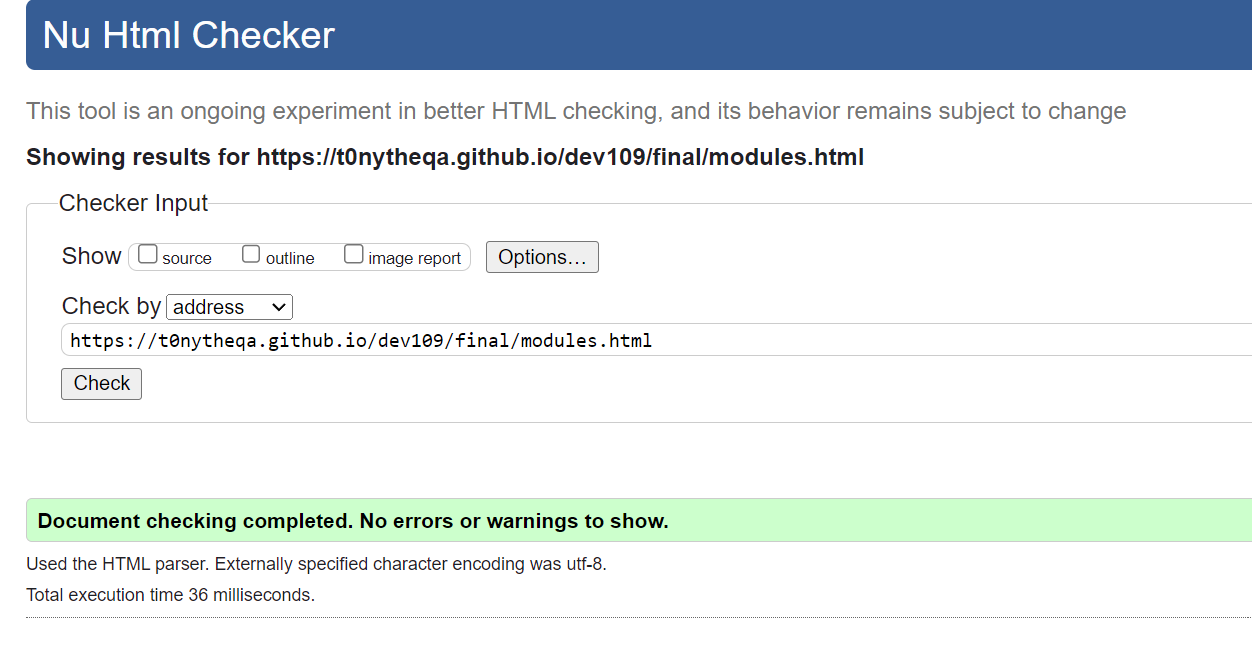 Nu Html Checker
This tool is an ongoing experiment in better HTML checking, and its behavior remains subject to change
Showing results for https://t0nytheqa.github.io/dev109/final/modules.html
Checker Input
Show source outline image report Options...
Check by address
https://t0nytheqa.github.io/dev109/final/modules.html
Check
Document checking completed. No errors or warnings to show.
Used the HTML parser. Externally specified character encoding was utf-8.
Total execution time 36 milliseconds.